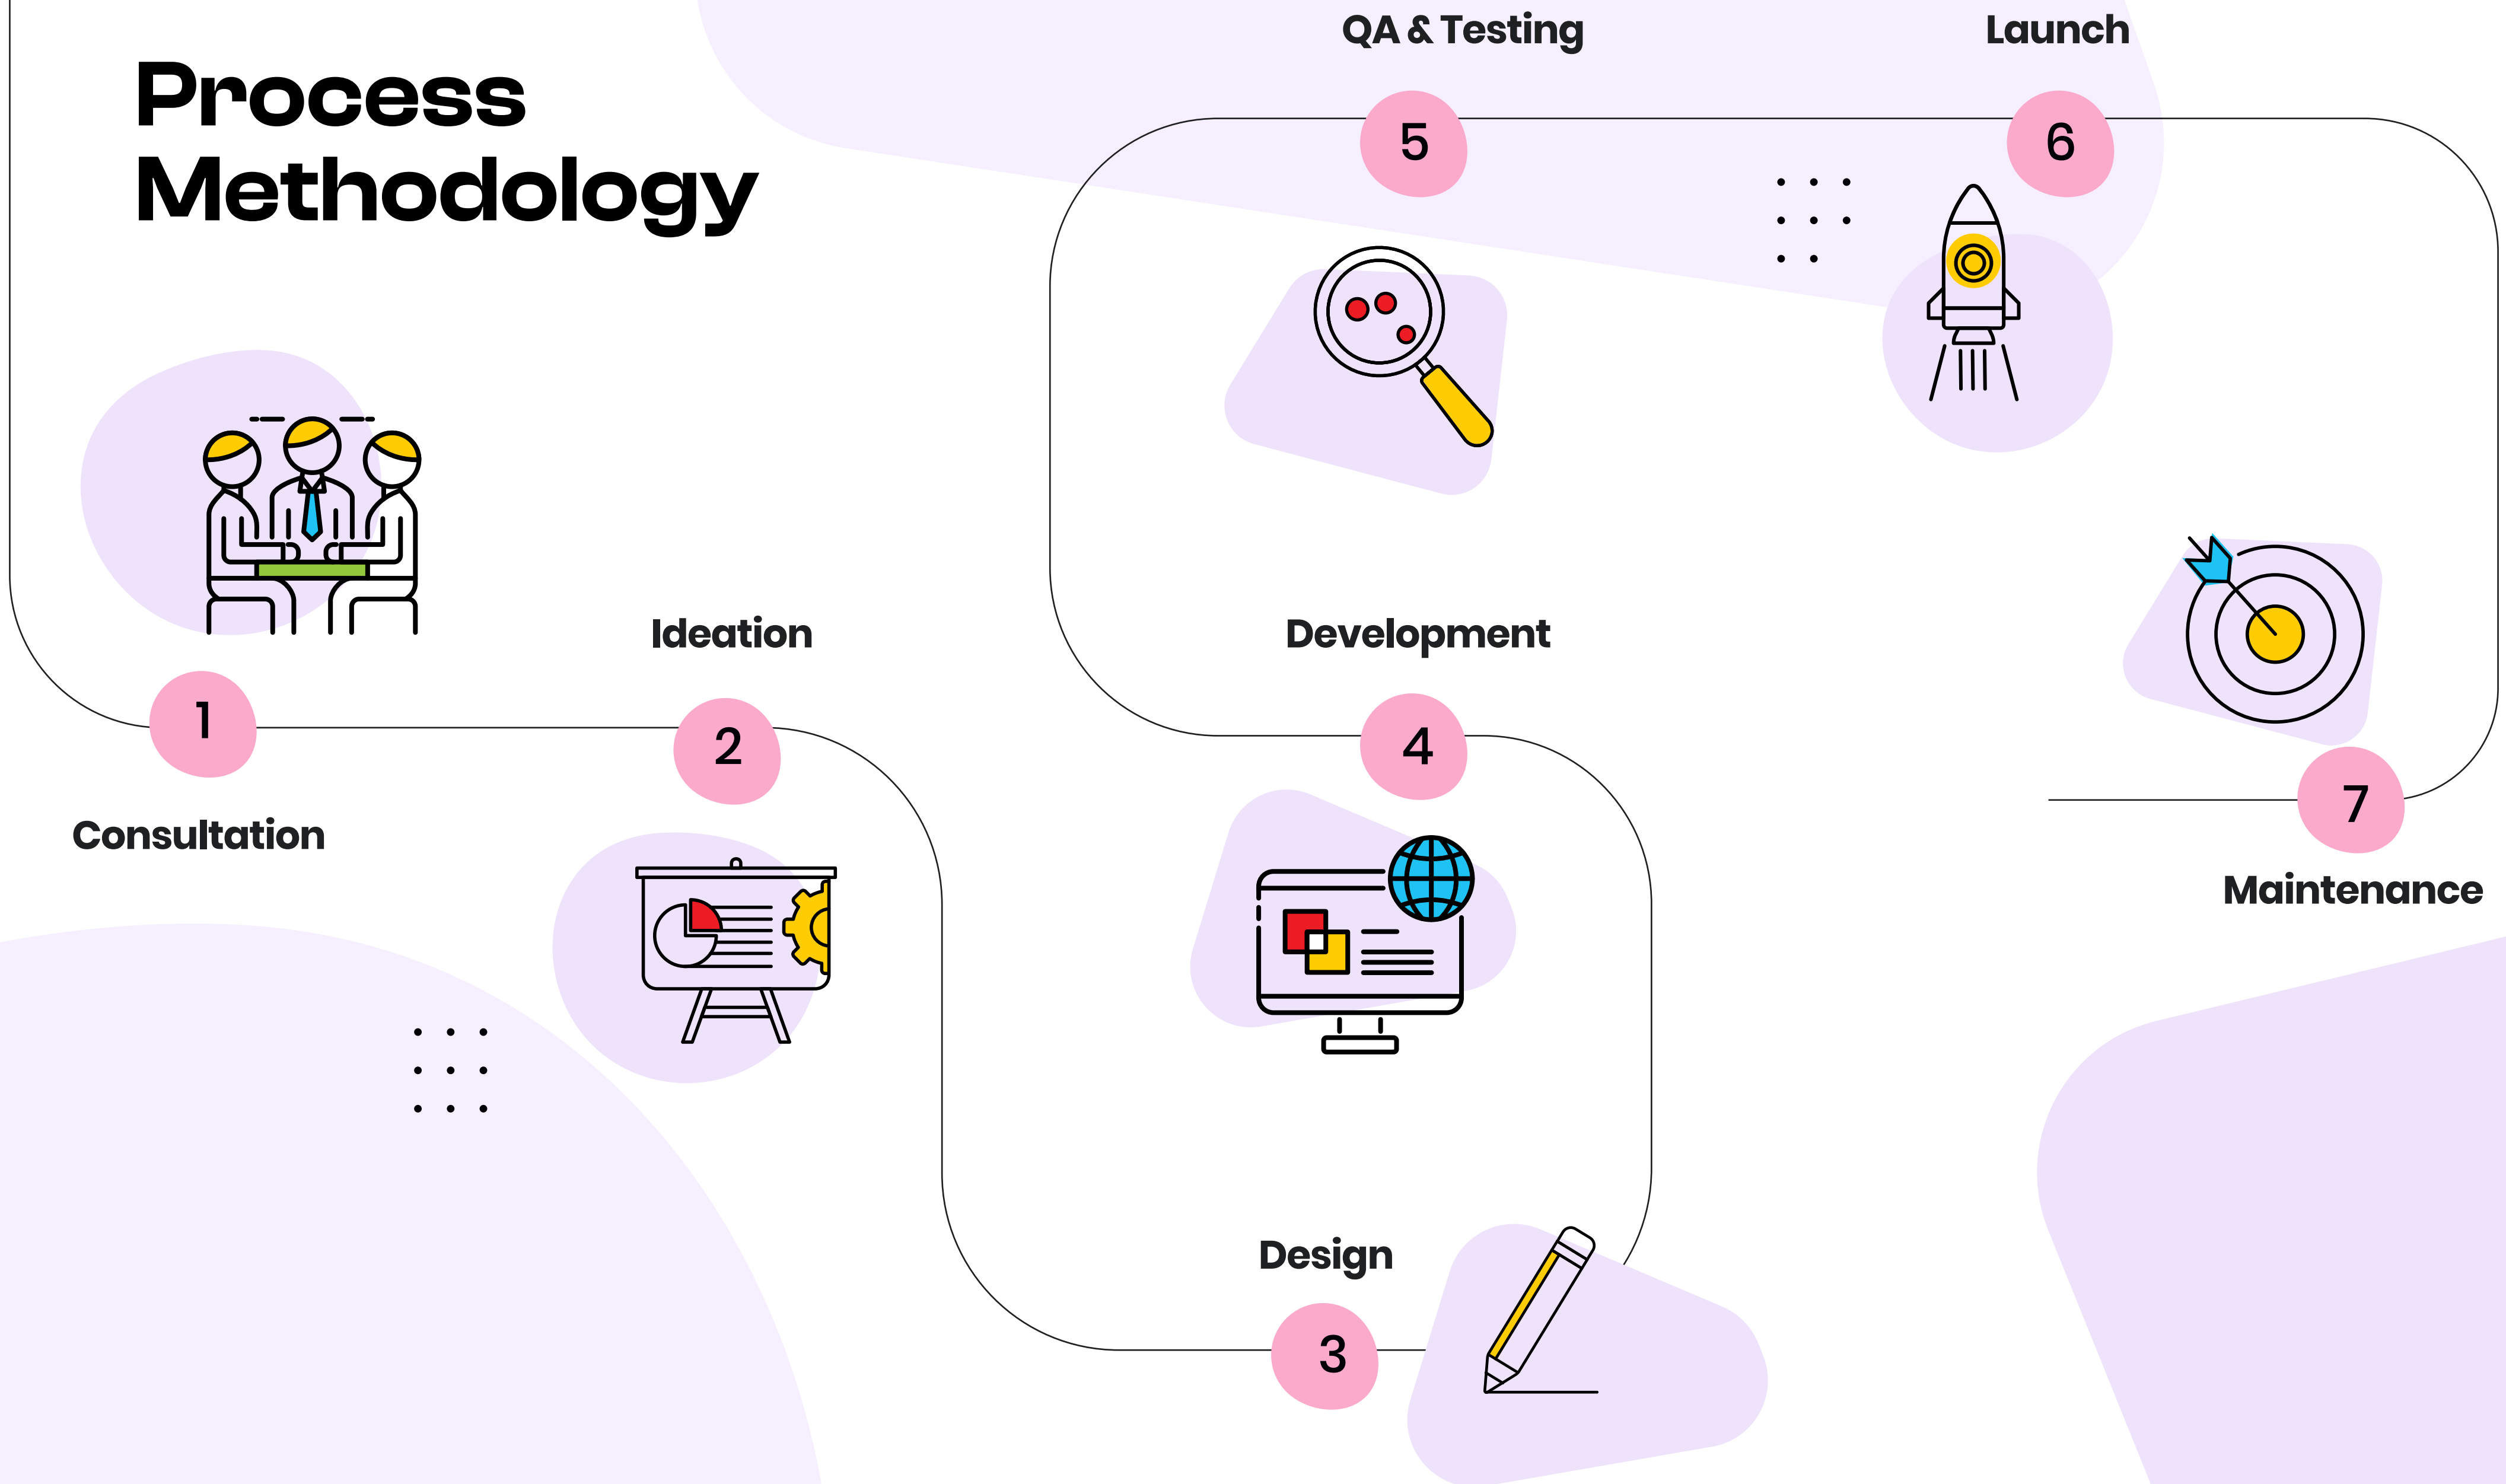 Process
Methodology
1
Consultation
Ideation
2
Design
3
Development
4
QA & Testing
5
Launch
6
7
Maintenance